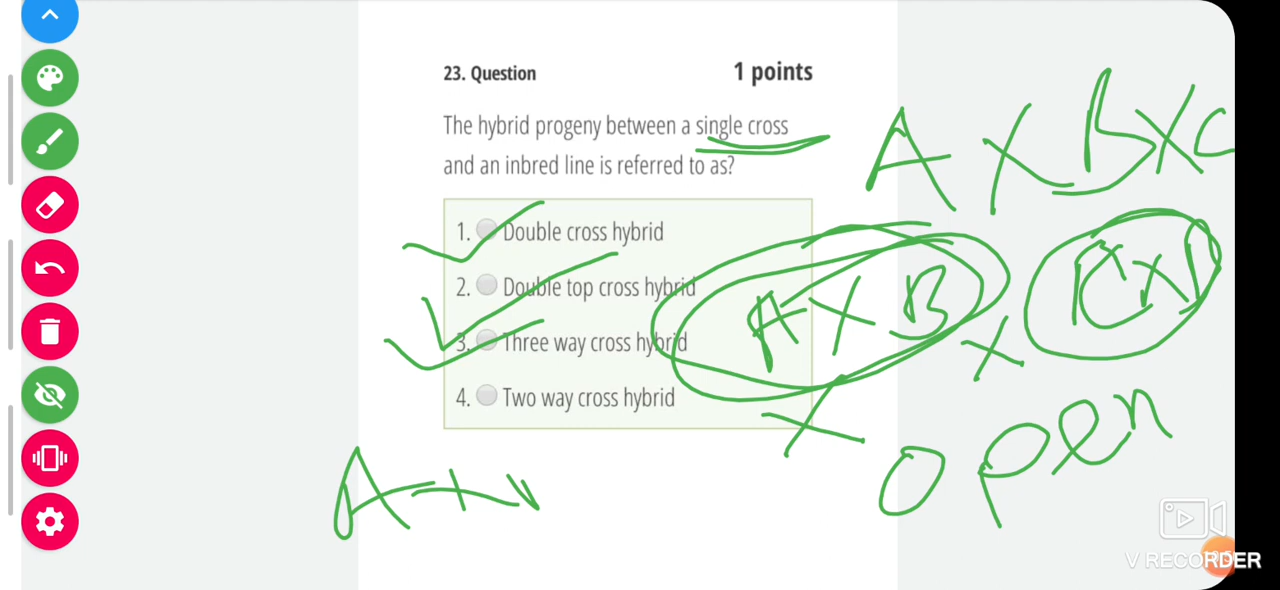 23. Question 1 points
The hybrid progeny between a single cross
and an inbred line is referred to as?
1. Double cross hybrid
2. Double top cross hybrid
3. Three way cross hybrid
4. Two way cross hybrid
A X B X C
A X B X C X D
X open
A
V RECORDER